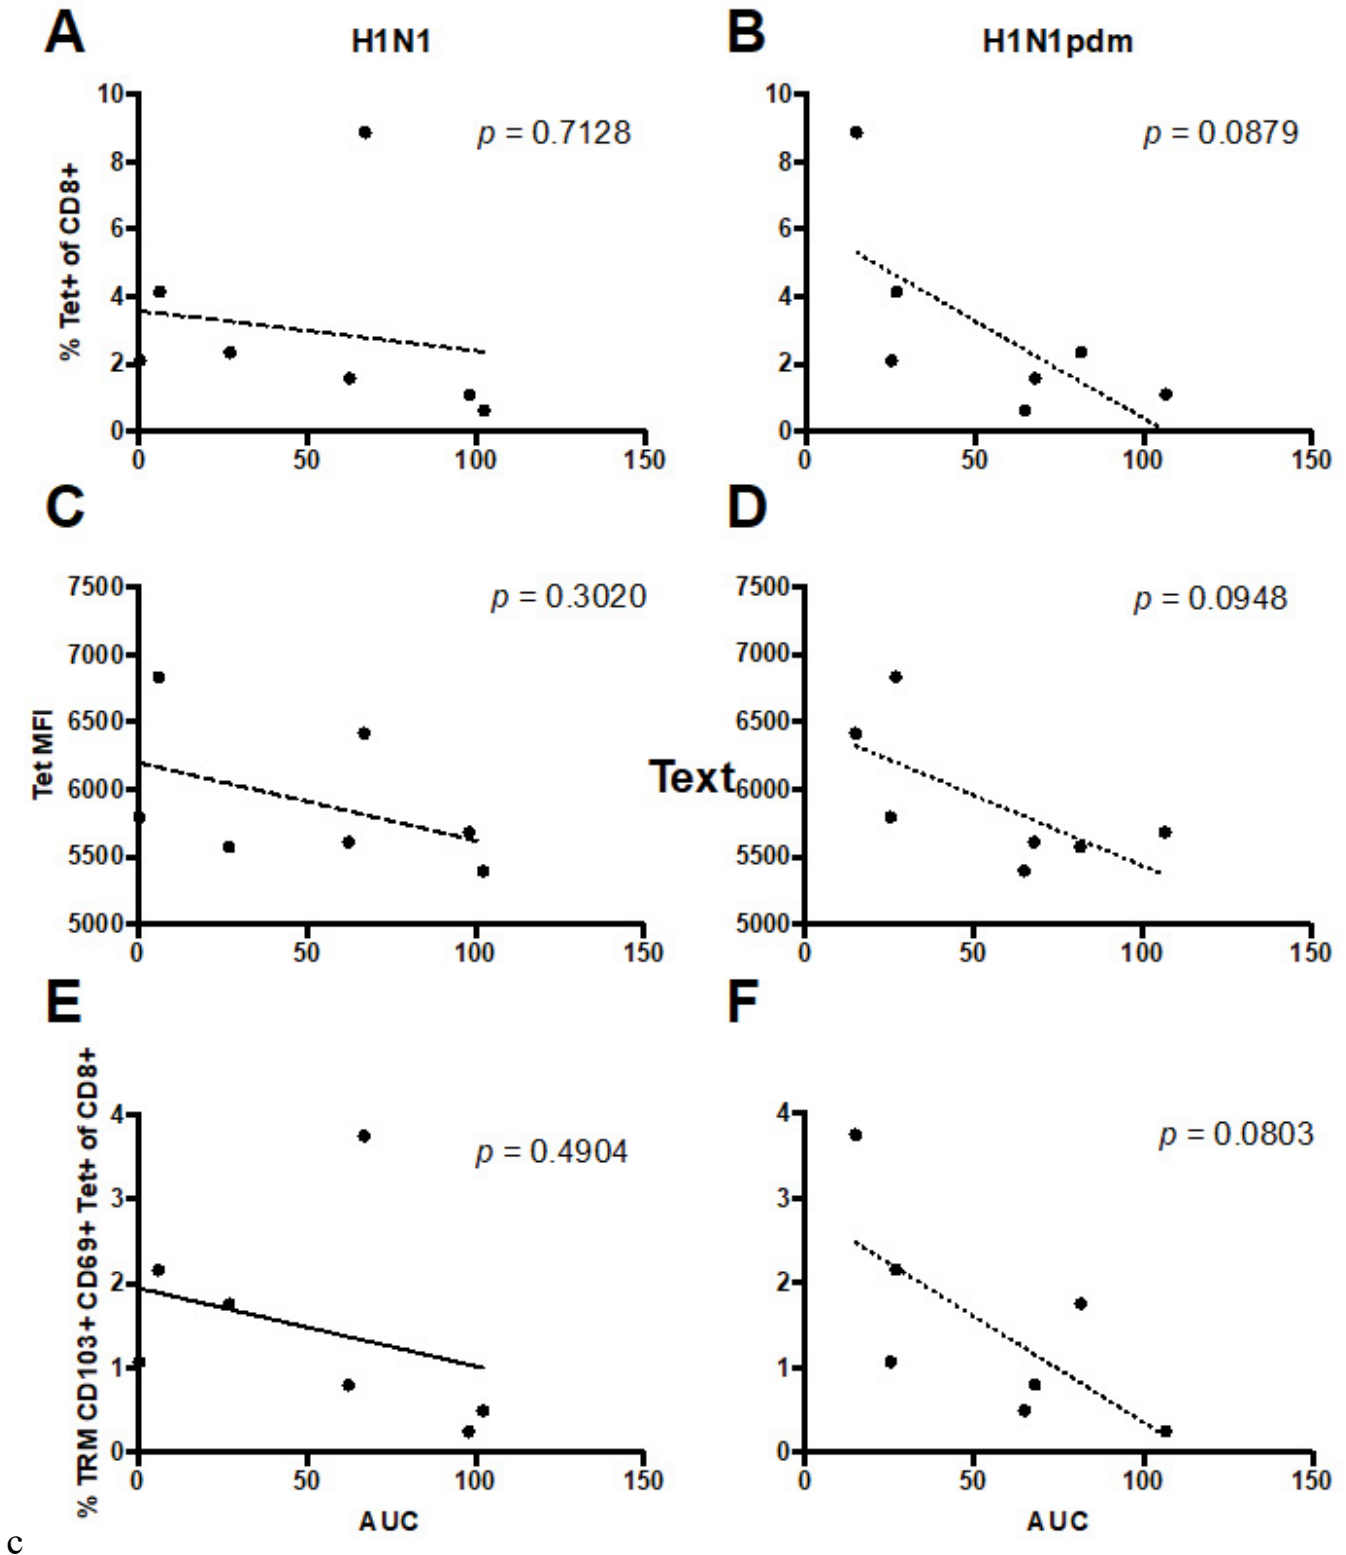 A
H1N1
B
H1N1pdm
% Tet+ of CD8+
10
8
6
4
2
0
p = 0.7128
0 50 100 150
10
8
6
4
2
0
p = 0.0879
0 50 100 150
C
Tet MFI
7500
7000
6500
6000
5500
5000
p = 0.3020
0 50 100 150
D
Text
7500
7000
6500
6000
5500
5000
p = 0.0948
0 50 100 150
E
% TRM CD103+ CD69+ Tet+ of CD8+
4
3
2
1
0
p = 0.4904
0 50 100 150
AUC
F
4
3
2
1
0
p = 0.0803
0 50 100 150
AUC
c